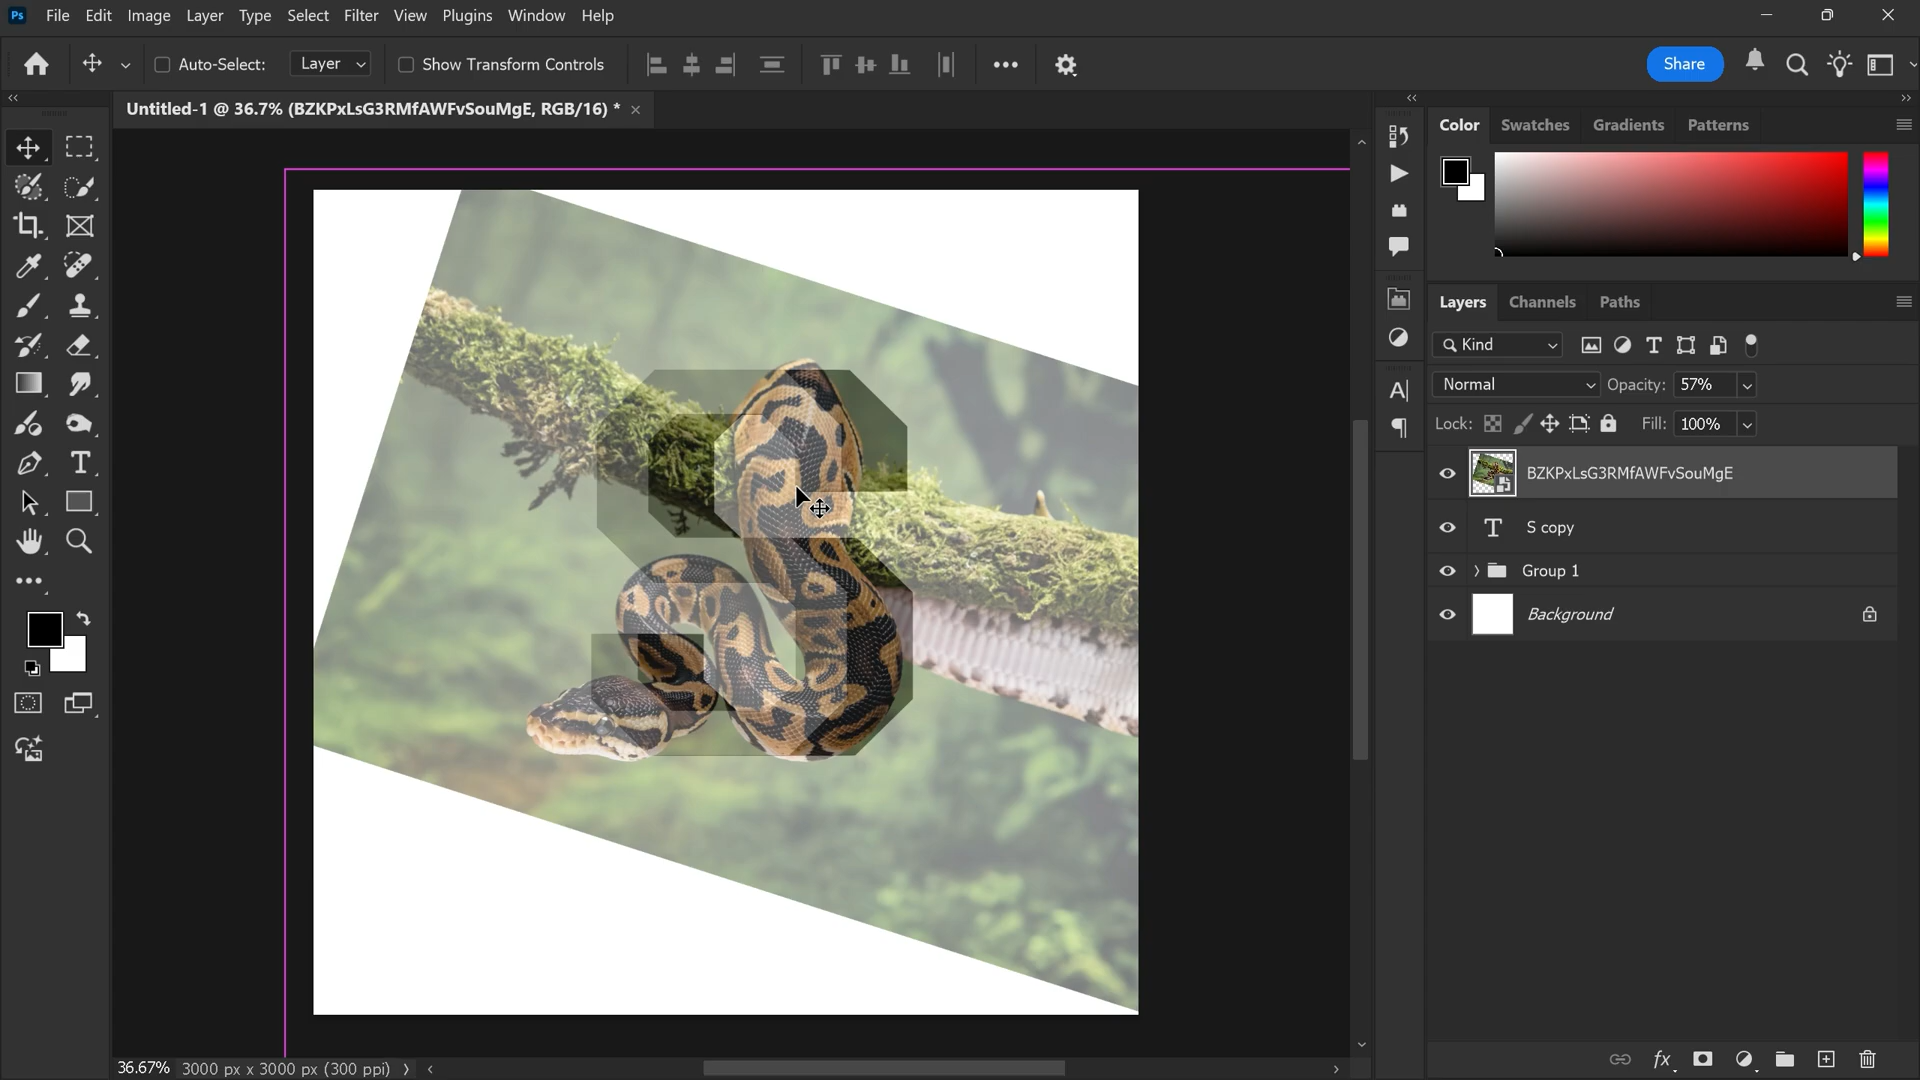 Ps File Edit Image Layer Type Select Filter View Plugins Window Help
Auto-Select: Layer Show Transform Controls Share
Untitled-1 @ 36.7% (BZKPxLsG3RMfAWFvSouMgE, RGB/16) *
Color Swatches Gradients Patterns
Layers Channels Paths
Kind
Normal Opacity: 57%
Lock: Fill: 100%
BZKPxLsG3RMfAWFvSouMgE
S copy
Group 1
Background
36.67% 3000 px x 3000 px (300 ppi)